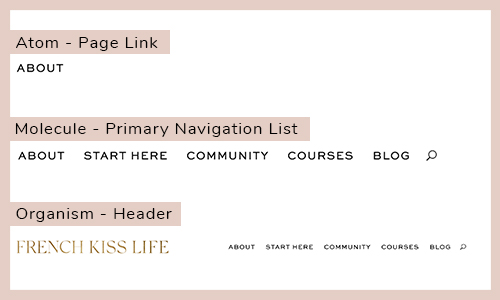 Atom - Page Link
ABOUT
Molecule - Primary Navigation List
ABOUT START HERE COMMUNITY COURSES BLOG
Organism - Header
FRENCH KISS LIFE ABOUT START HERE COMMUNITY COURSES BLOG